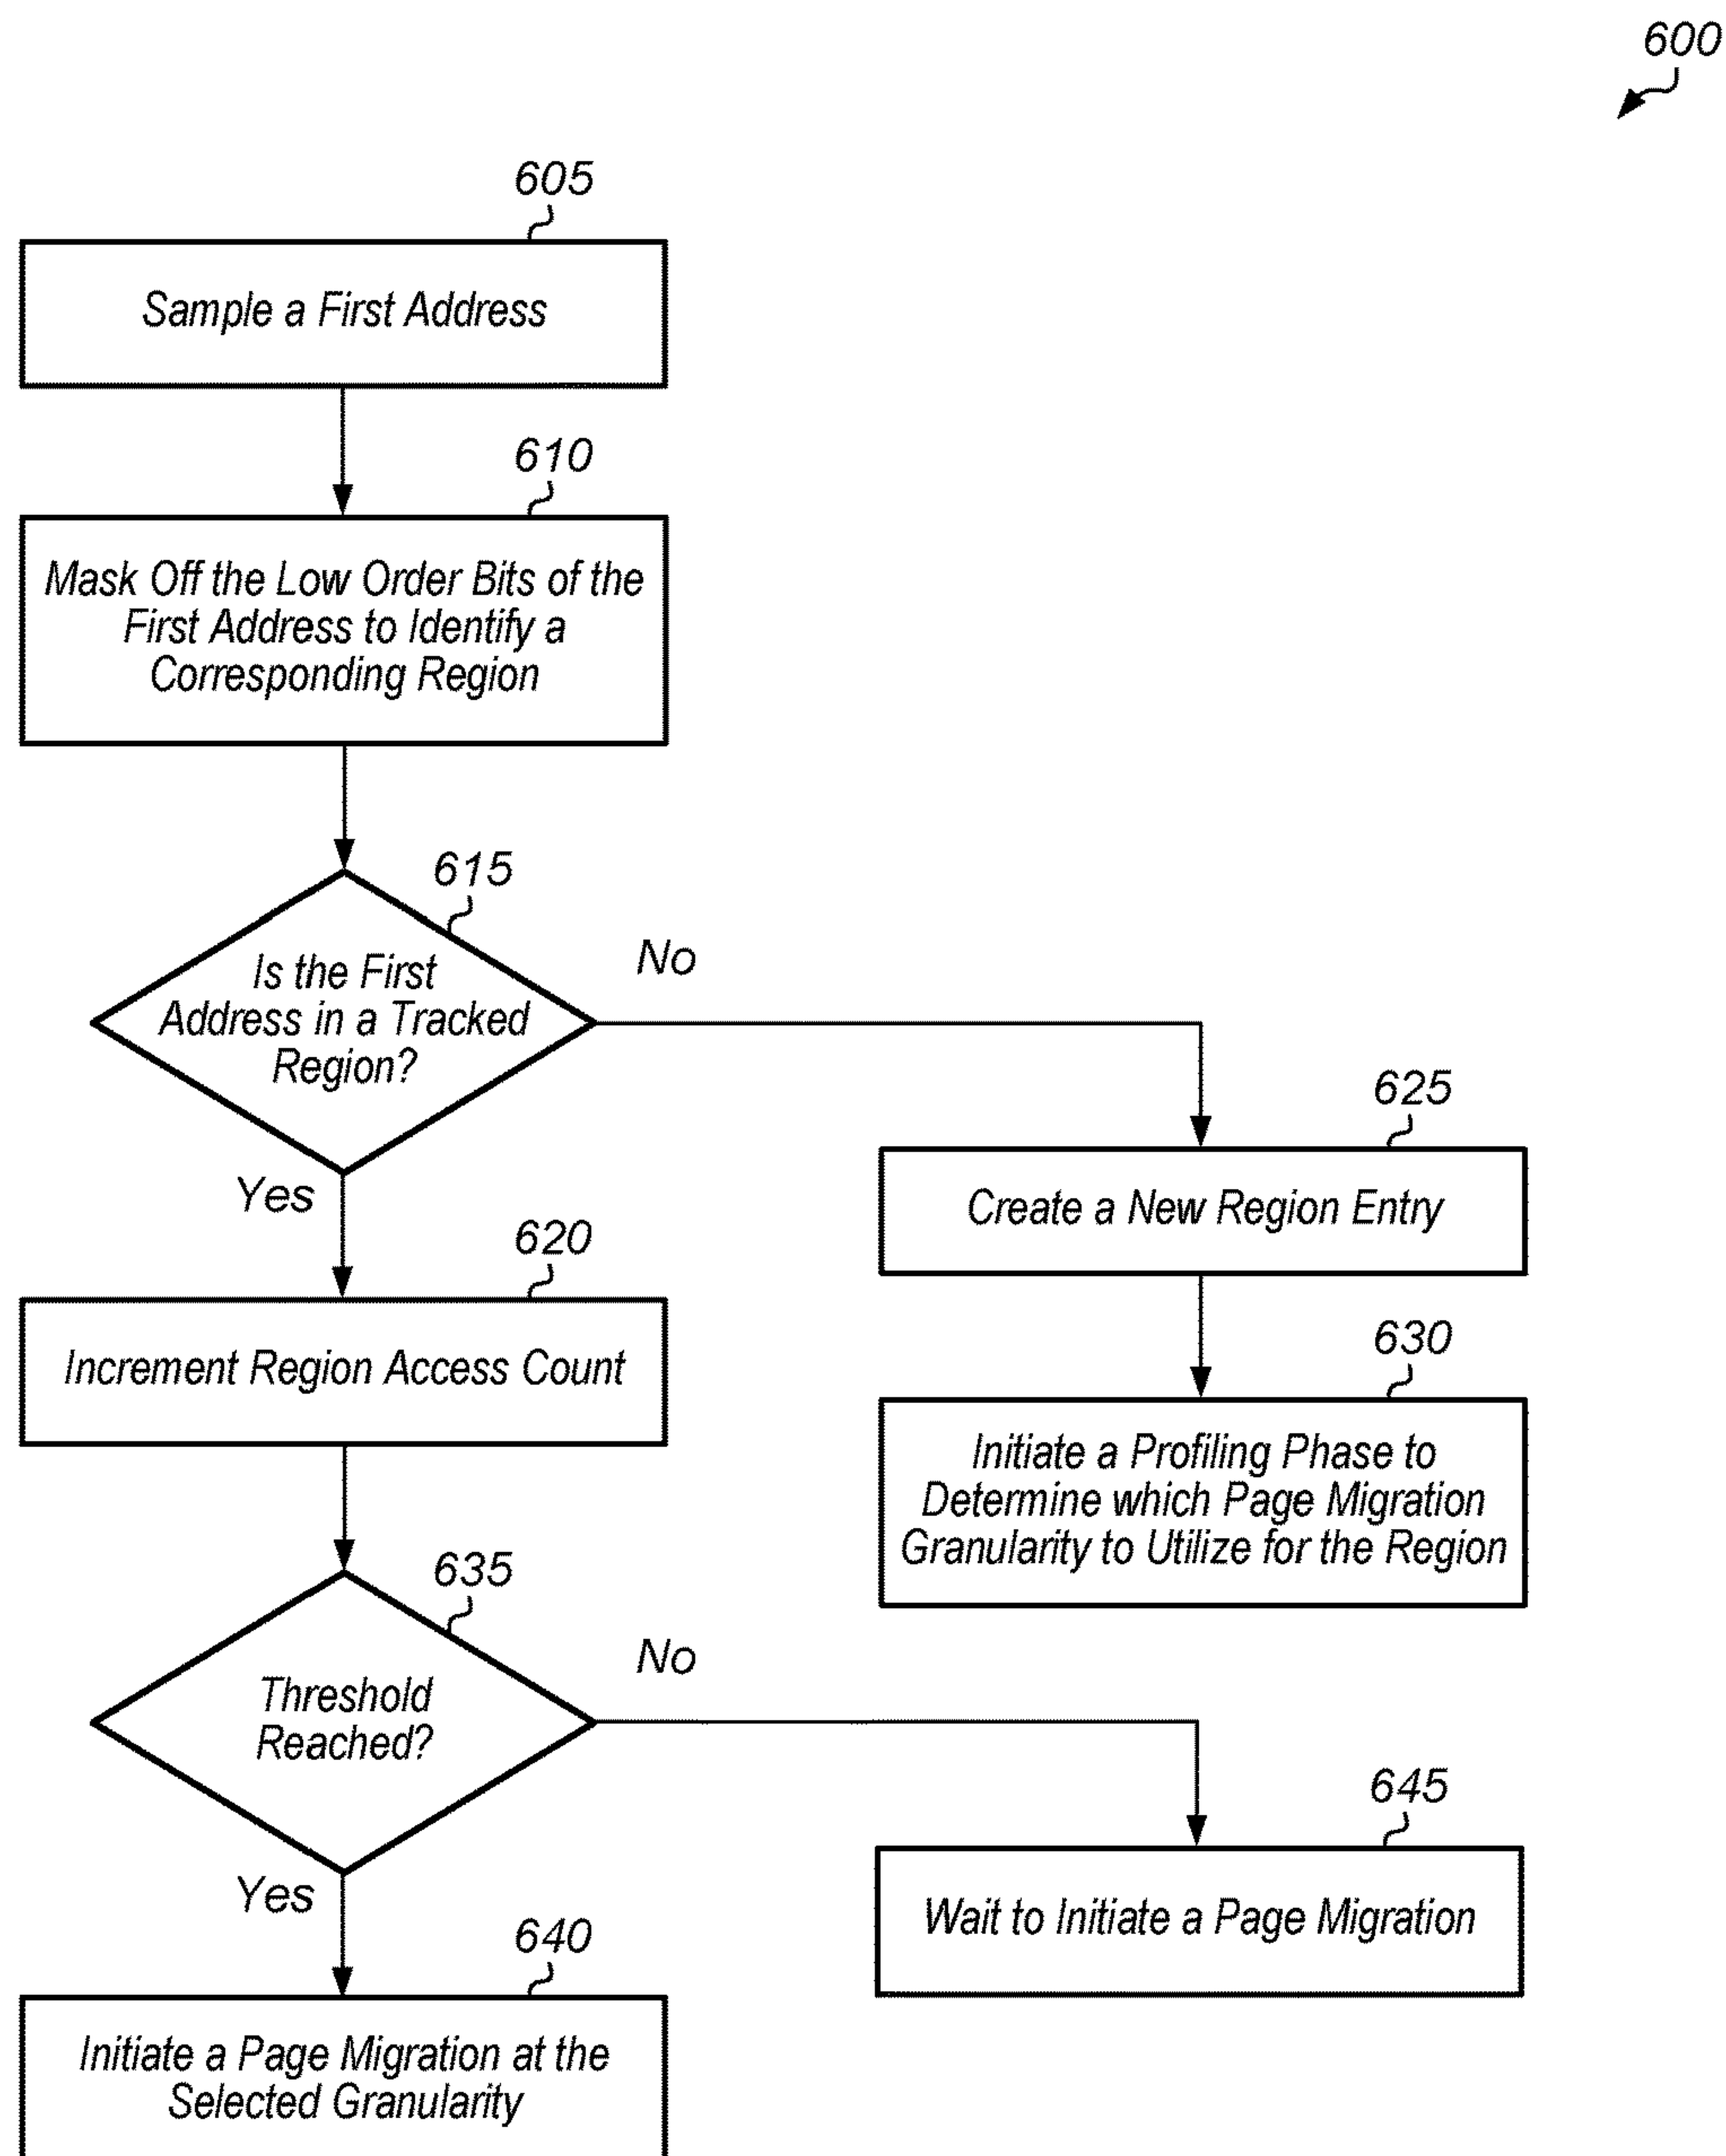 600
605
Sample a First Address
610
Mask Off the Low Order Bits of the
First Address to Identify a
Corresponding Region
615
Is the First
Address in a Tracked
Region?
No
Yes
625
Create a New Region Entry
620
Increment Region Access Count
630
Initiate a Profiling Phase to
Determine which Page Migration
Granularity to Utilize for the Region
635
Threshold
Reached?
No
Yes
645
Wait to Initiate a Page Migration
640
Initiate a Page Migration at the
Selected Granularity